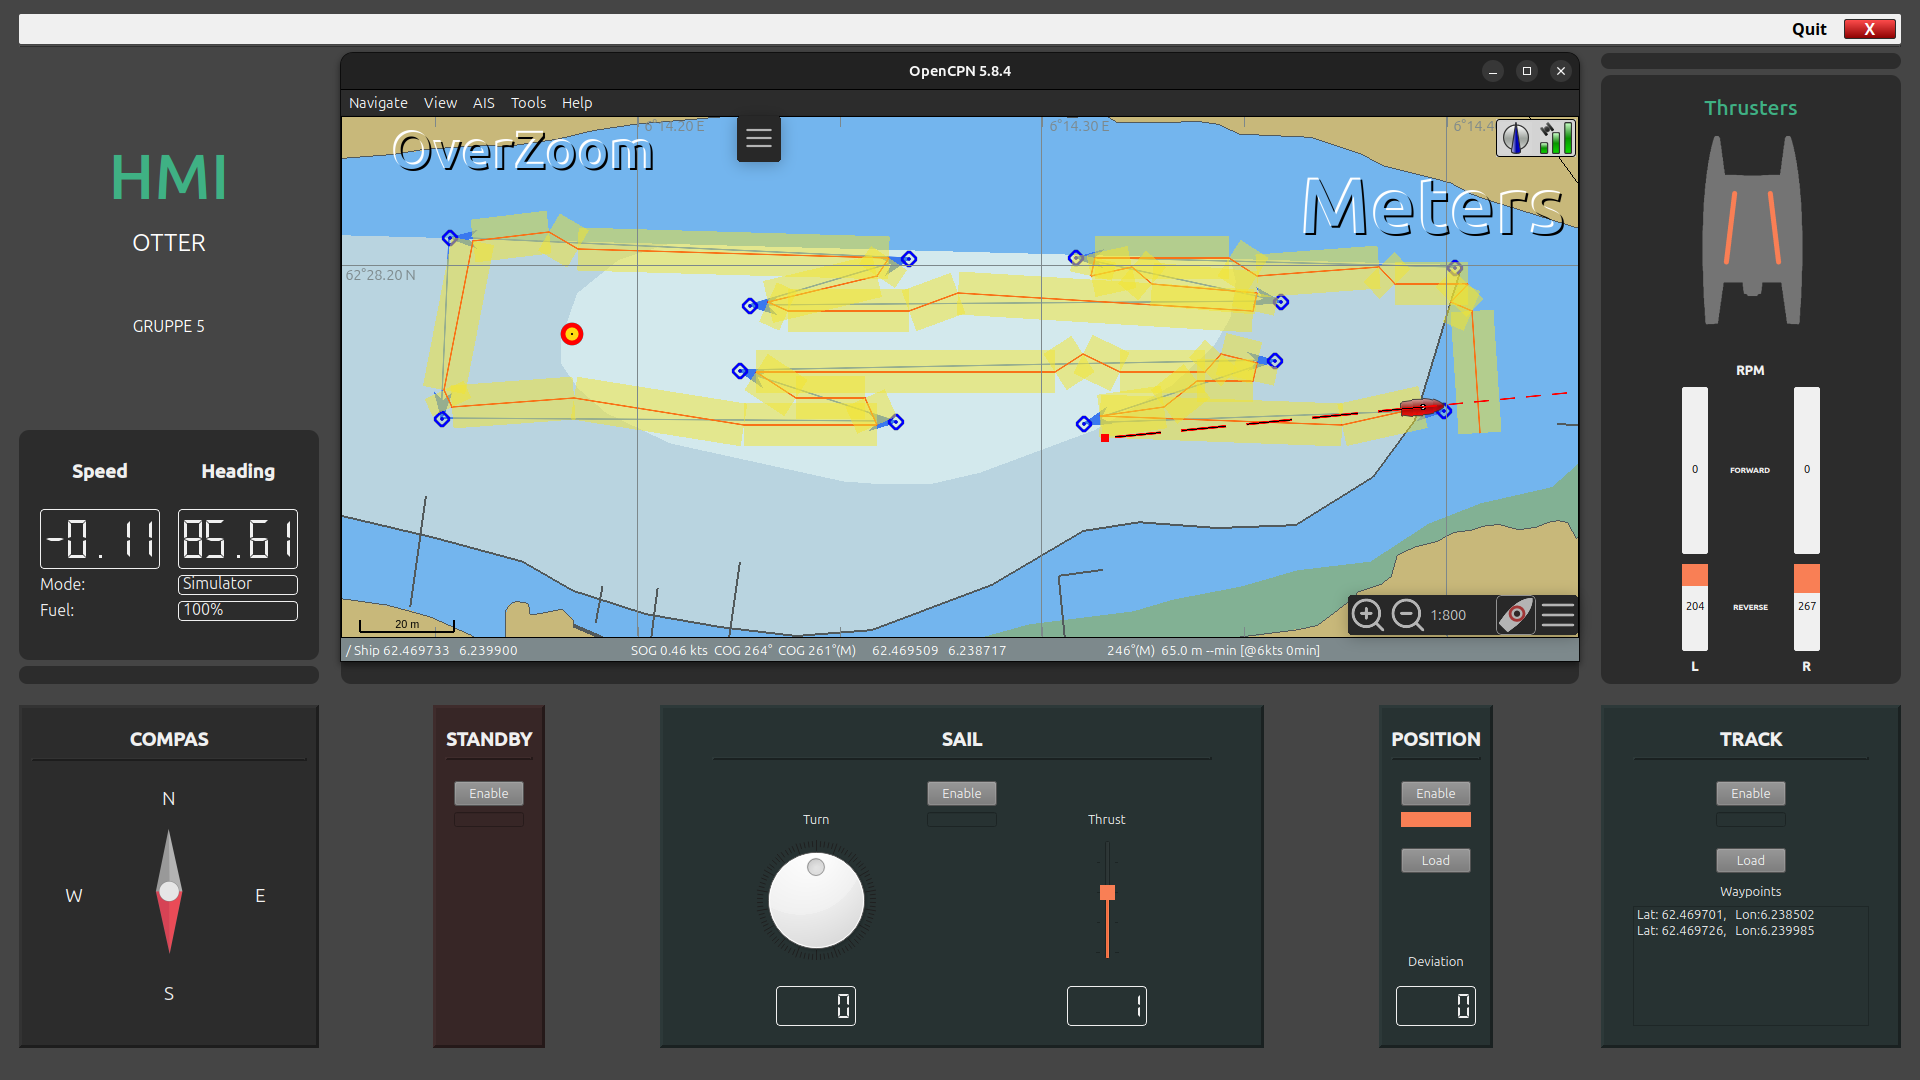 Quit X
OpenCPN 5.8.4
Navigate View AIS Tools Help
6°14.20 E
6°14.30 E
6°14.4
OverZoom
Meters
62°28.20 N
20 m
1:800
/ Ship 62.469733 6.239900 SOG 0.46 kts COG 264° COG 261°(M) 62.469509 6.238717 246°(M) 65.0 m --min [@6kts 0min]
HMI
OTTER
GRUPPE 5
Speed Heading
-0.11 85.61
Mode: Simulator
Fuel: 100%
Thrusters
RPM
0 FORWARD 0
204 REVERSE 267
L R
COMPAS
N
W E
S
STANDBY
Enable
SAIL
Enable
Turn Thrust
0 1
POSITION
Enable
Load
Deviation
0
TRACK
Enable
Load
Waypoints
Lat: 62.469701, Lon:6.238502
Lat: 62.469726, Lon:6.239985